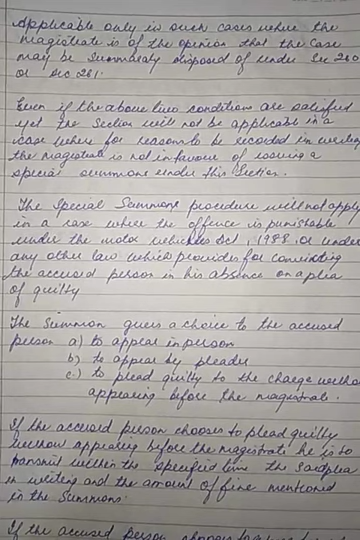 Applicable only in such cases where the
magistrate is of the opinion that the case
may be summarily disposed of under Sec 260
or sec 261.
Even if the above two conditions are satisfied
yet the Section will not be applicable in a
case where for reasons to be recorded in writing
the magistrate is not in favour of issuing a
special summons under this Section.
The Special Summons procedure will not apply
in a case where the offence is punishable
under the motor vehicles Act, 1988, or under
any other law which provides for convicting
the accused person in his absence on a plea
of guilty
The Summon gives a choice to the accused
person a) to appear in person
b) to appear by pleader
c.) to plead guilty to the charge without
appearing before the magistrate.
If the accused person chooses to plead guilty
without appearing before the magistrate he is to
transmit within the specified time the said plea
in writing and the amount of fine mentioned
in the Summons.
If the accused person